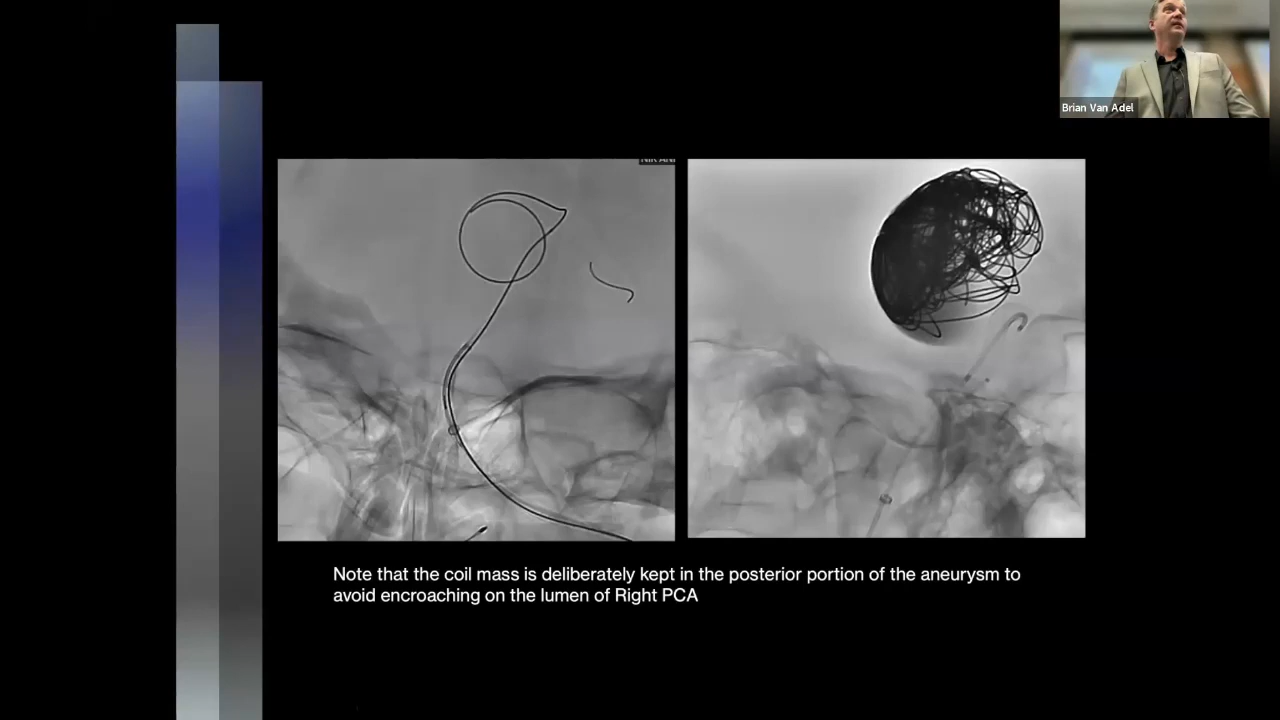 Brian Van Adel
Note that the coil mass is deliberately kept in the posterior portion of the aneurysm to
avoid encroaching on the lumen of Right PCA